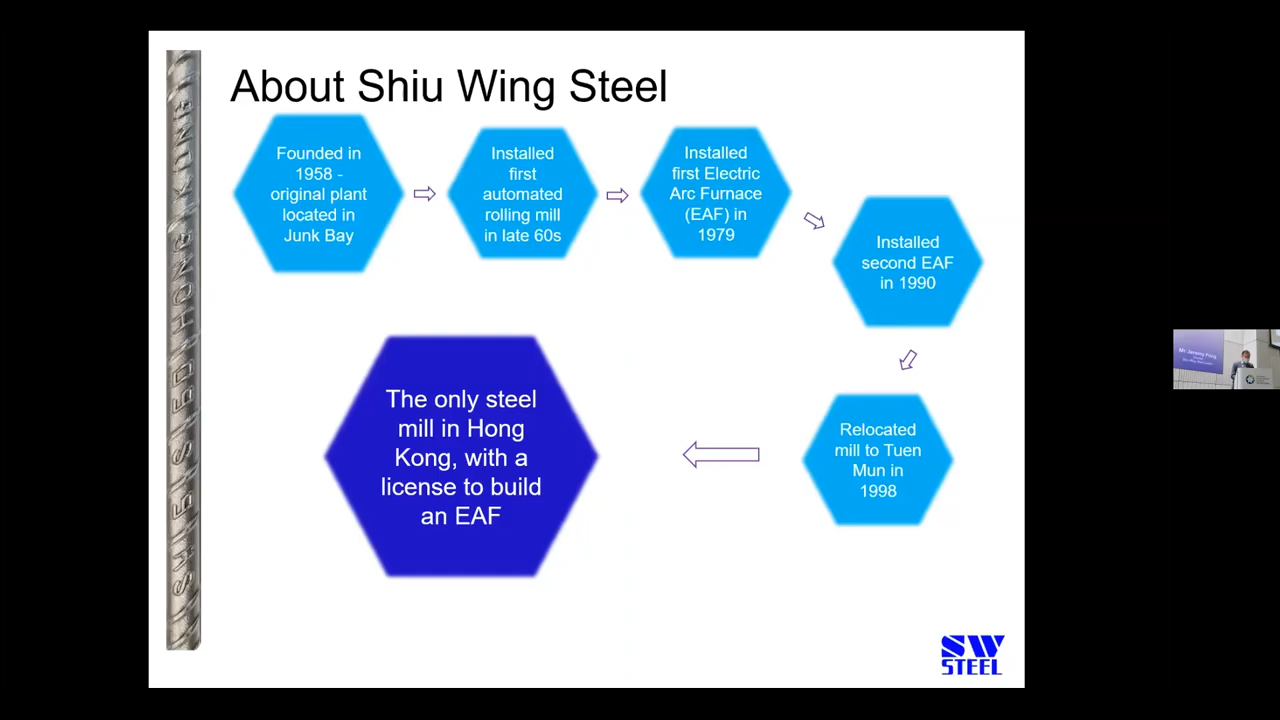 About Shiu Wing Steel
Founded in
1958 -
original plant
located in
Junk Bay
Installed
first
automated
rolling mill
in late 60s
Installed
first Electric
Arc Furnace
(EAF) in
1979
Installed
second EAF
in 1990
Relocated
mill to Tuen
Mun in
1998
The only steel
mill in Hong
Kong, with a
license to build
an EAF
SW
STEEL